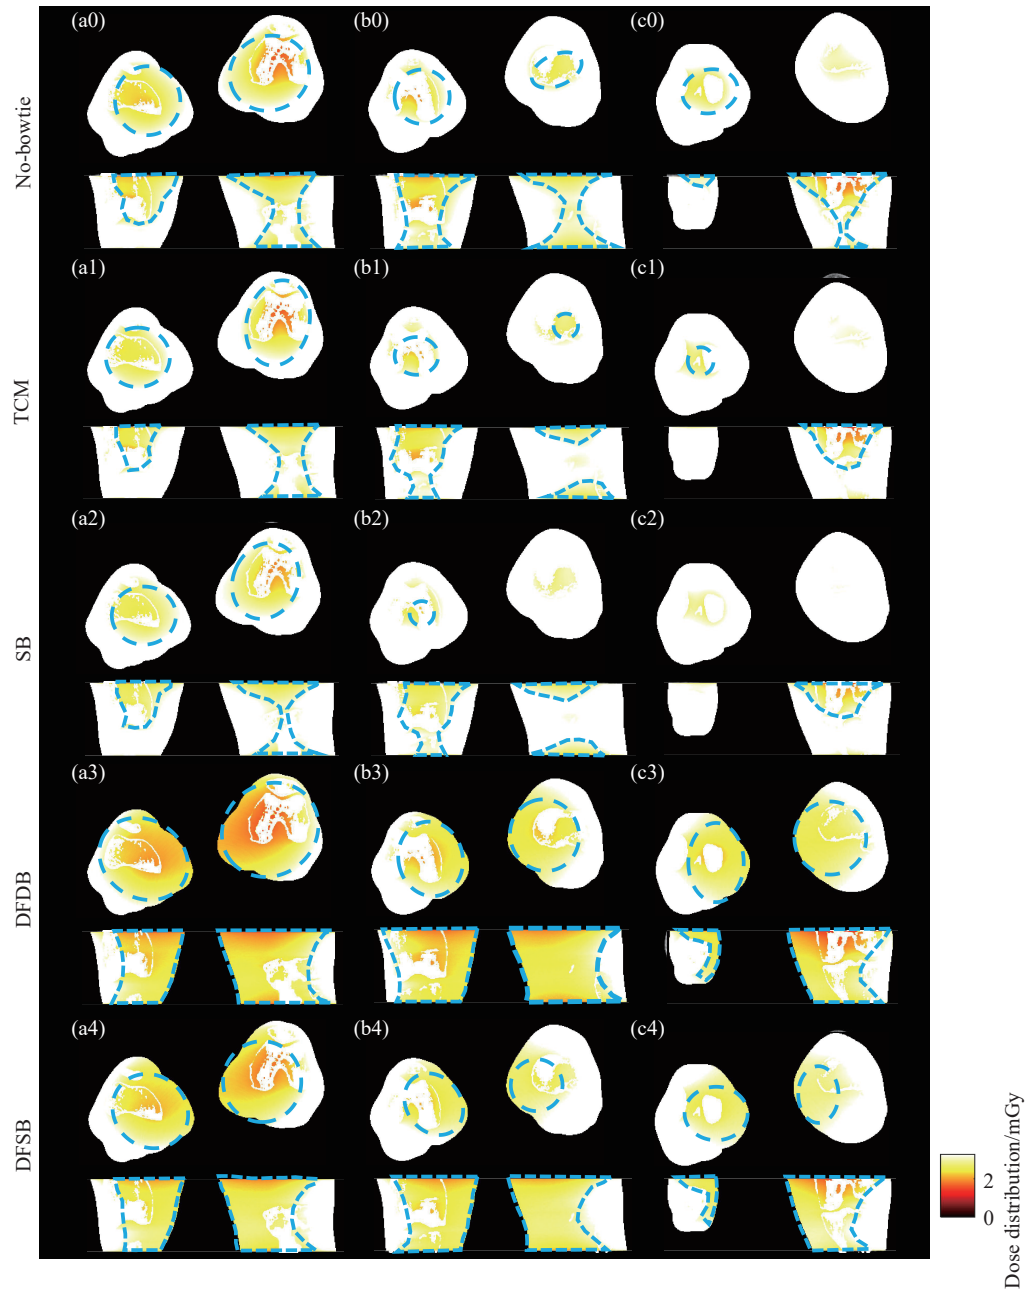 (a0) (b0) (c0)
No-bowtie
(a1) (b1) (c1)
TCM
(a2) (b2) (c2)
SB
(a3) (b3) (c3)
DFDB
(a4) (b4) (c4)
DFSB
2
0
Dose distribution/mGy